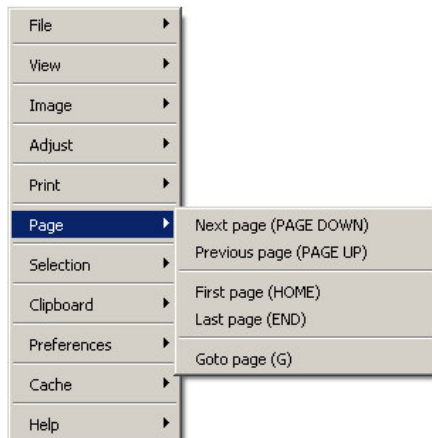 File
View
Image
Adjust
Print
Page
Selection
Clipboard
Preferences
Cache
Help
Next page (PAGE DOWN)
Previous page (PAGE UP)
First page (HOME)
Last page (END)
Goto page (G)